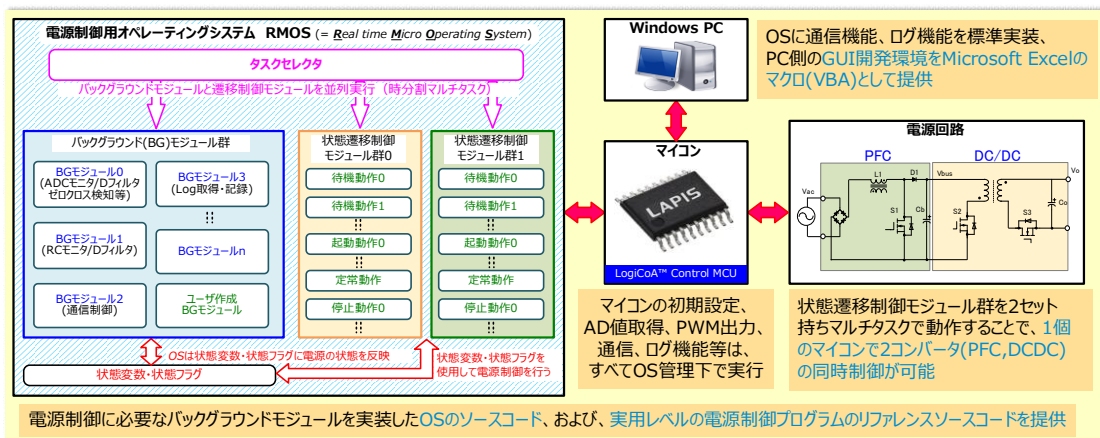 電源制御用オペレーティングシステム RMOS (= Real time Micro Operating System)
タスクセレクタ
バックグラウンドモジュールと遷移制御モジュールを並列実行（時分割マルチタスク）
バックグラウンド(BG)モジュール群
BGモジュール0
(ADCモニタ/Dフィルタ
ゼロクロス検知等)
BGモジュール1
(RCモニタ/Dフィルタ)
BGモジュール2
(通信制御)
BGモジュール3
(Log取得・記録)
BGモジュールn
ユーザ作成
BGモジュール
状態遷移制御
モジュール群0
待機動作0
待機動作1
起動動作0
定常動作
停止動作0
状態遷移制御
モジュール群1
待機動作0
待機動作1
起動動作0
定常動作
停止動作0
OSは状態変数・状態フラグに電源の状態を反映
状態変数・状態フラグを
使用して電源制御を行う
状態変数・状態フラグ
Windows PC
OSに通信機能、ログ機能を標準実装、
PC側のGUI開発環境をMicrosoft Excelの
マクロ(VBA)として提供
マイコン
LAPIS
LogiCoA™ Control MCU
マイコンの初期設定、
AD値取得、PWM出力、
通信、ログ機能等は、
すべてOS管理下で実行
電源回路
PFC
DC/DC
L1
D1
Vbus
Vo
Vac
S1
Cb
S2
S3
Co
状態遷移制御モジュール群を2セット
持ちマルチタスクで動作することで、1個
のマイコンで2コンバータ(PFC,DCDC)
の同時制御が可能
電源制御に必要なバックグラウンドモジュールを実装したOSのソースコード、および、実用レベルの電源制御プログラムのリファレンスソースコードを提供